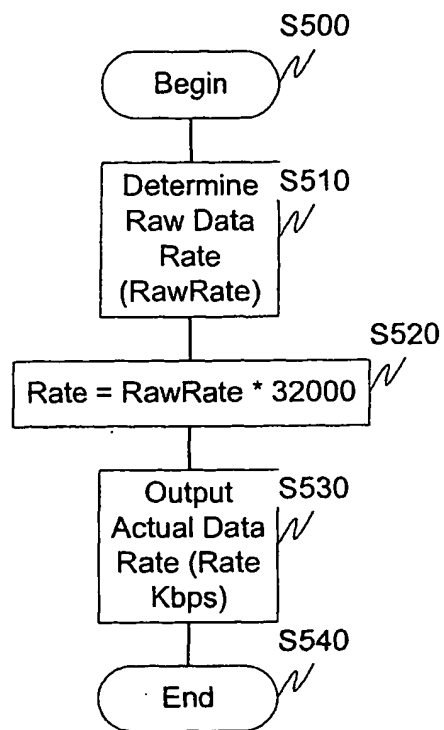 S500
Begin
S510
Determine
Raw Data
Rate
(RawRate)
S520
Rate = RawRate * 32000
S530
Output
Actual Data
Rate (Rate
Kbps)
S540
End